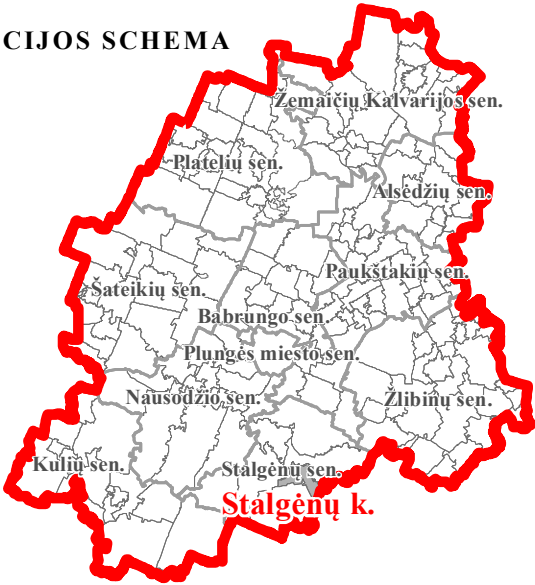 CIJOS SCHEMA
Žemaičių Kalvarijos sen.
Platelių sen.
Alsėdžių sen.
Paukštakių sen.
Šateikių sen.
Babrungo sen.
Plungės miesto sen.
Nausodžio sen.
Žlibinų sen.
Kulių sen.
Stalgėnų sen.
Stalgėnų k.